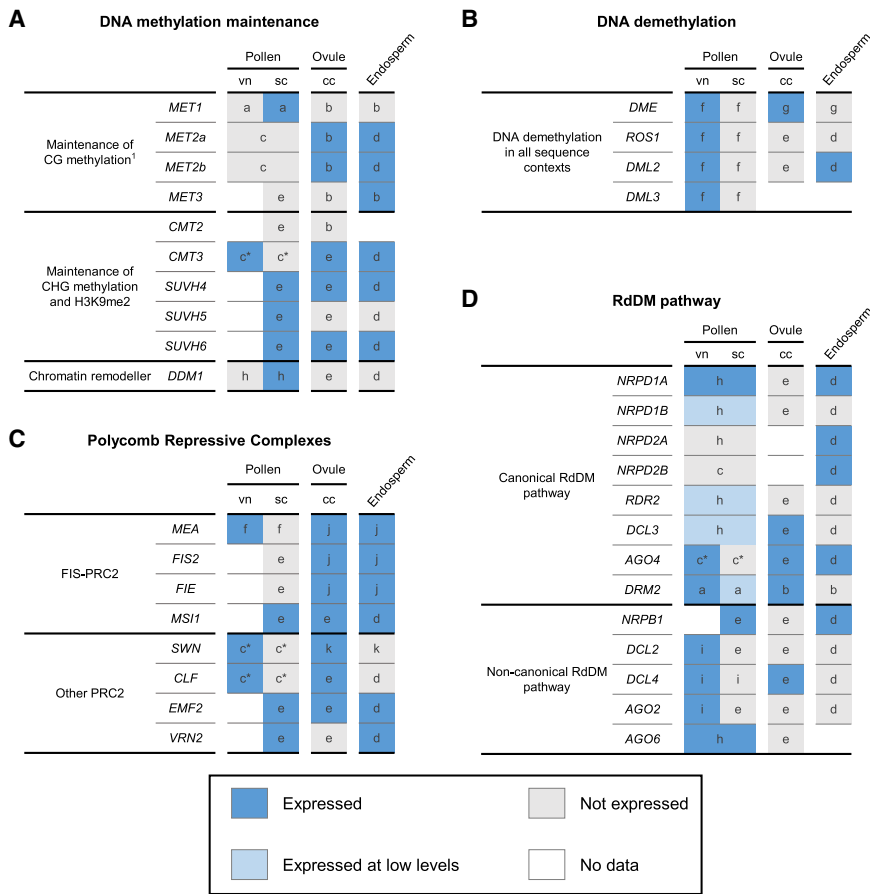 A DNA methylation maintenance
Pollen Ovule Endosperm
vn sc cc
MET1 a a b b
MET2a c b d
Maintenance of
CG methylation1
MET2b c b d
MET3 e b b
CMT2 e b
CMT3 c* c* e d
Maintenance of
CHG methylation
and H3K9me2
SUVH4 e e d
SUVH5 e e d
SUVH6 e e d
Chromatin remodeller DDM1 h h e d
B DNA demethylation
Pollen Ovule Endosperm
vn sc cc
DME f f g g
DNA demethylation
in all sequence
contexts
ROS1 f f e d
DML2 f f e d
DML3 f f
C Polycomb Repressive Complexes
Pollen Ovule Endosperm
vn sc cc
MEA f f j j
FIS-PRC2
FIS2 e j j
FIE e j j
MSI1 e e d
SWN c* c* k k
Other PRC2
CLF c* c* e d
EMF2 e e d
VRN2 e e d
D RdDM pathway
Pollen Ovule Endosperm
vn sc cc
NRPD1A h e d
NRPD1B h e d
NRPD2A h d
Canonical RdDM
pathway
NRPD2B c d
RDR2 h e d
DCL3 h e d
AGO4 c* c* e d
DRM2 a a b b
NRPB1 e e d
DCL2 i e e d
Non-canonical RdDM
pathway
DCL4 i i e d
AGO2 i e e d
AGO6 h e
Expressed Not expressed
Expressed at low levels No data